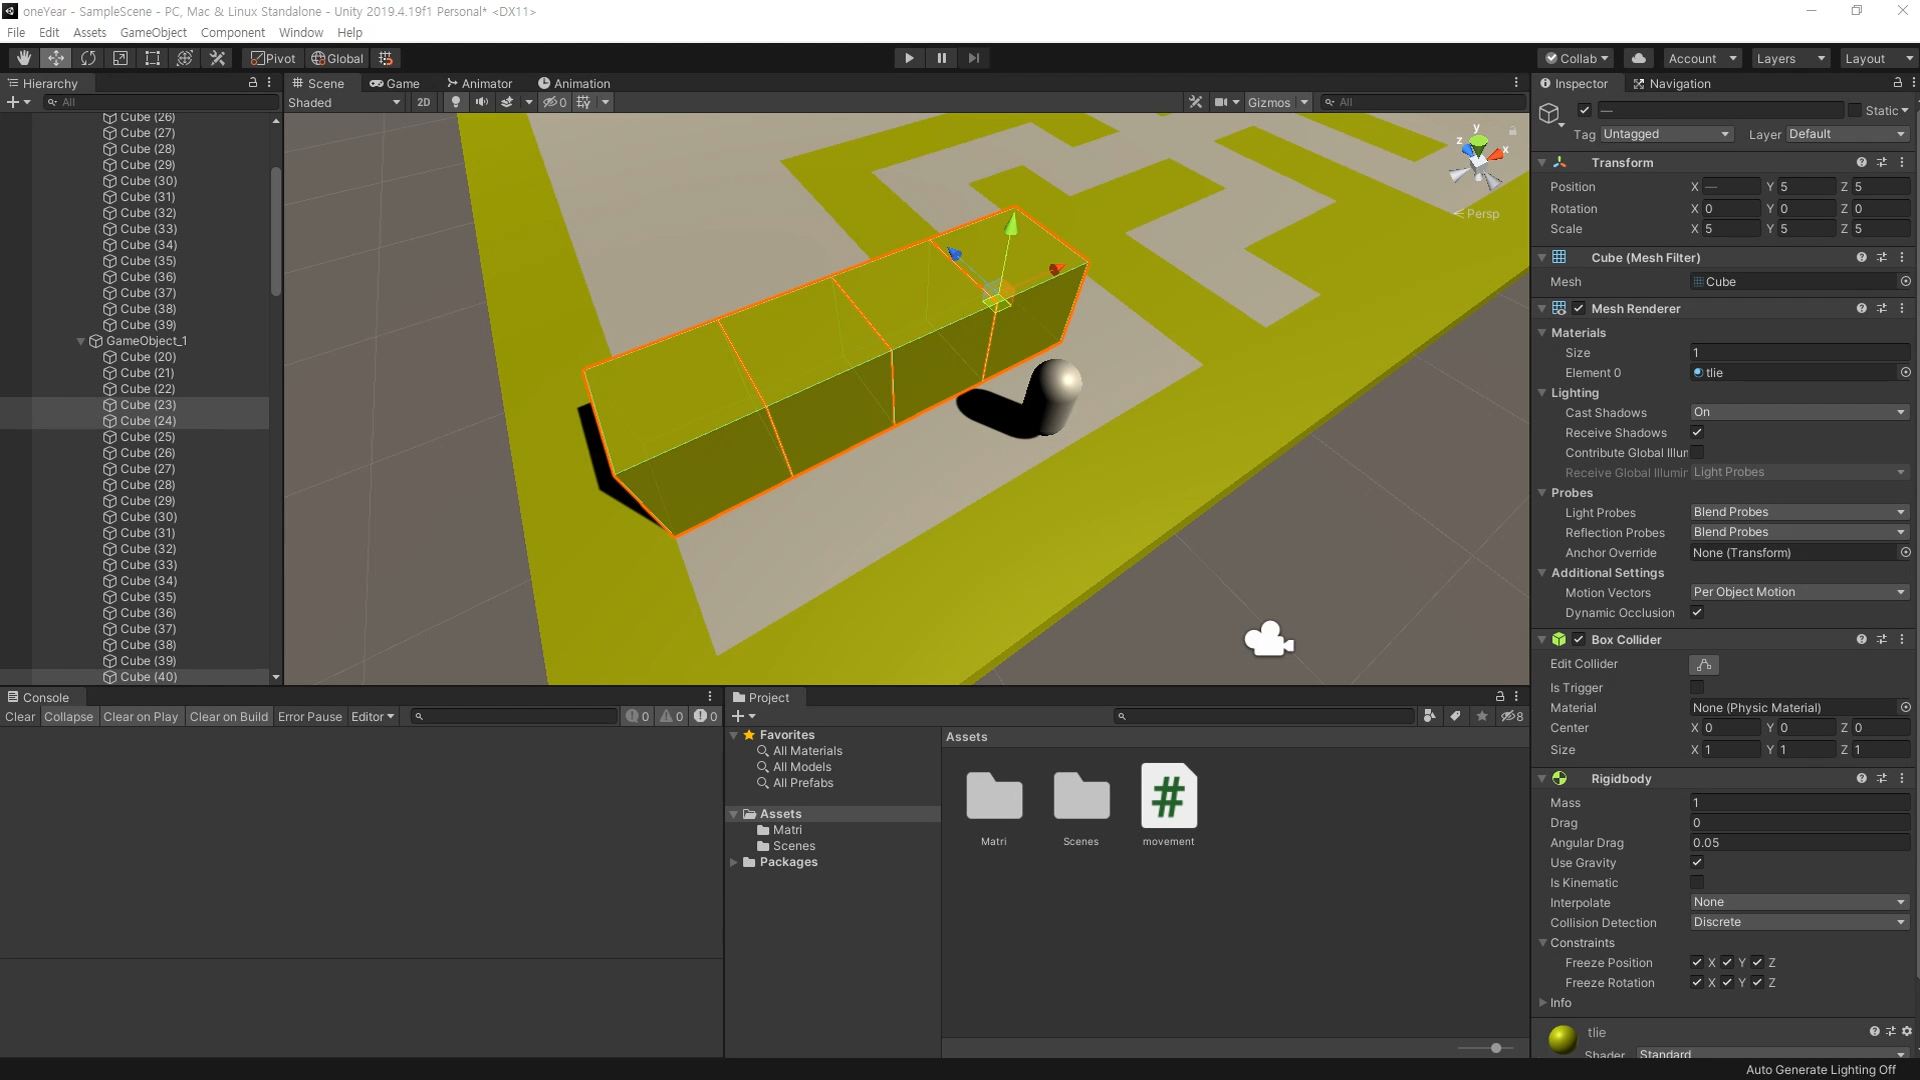 oneYear - SampleScene - PC, Mac & Linux Standalone - Unity 2019.4.19f1 Personal* <DX11>
File Edit Assets GameObject Component Window Help
Pivot Global Collab Account Layers Layout
Hierarchy
All
Cube (26)
Cube (27)
Cube (28)
Cube (29)
Cube (30)
Cube (31)
Cube (32)
Cube (33)
Cube (34)
Cube (35)
Cube (36)
Cube (37)
Cube (38)
Cube (39)
GameObject_1
Cube (20)
Cube (21)
Cube (22)
Cube (23)
Cube (24)
Cube (25)
Cube (26)
Cube (27)
Cube (28)
Cube (29)
Cube (30)
Cube (31)
Cube (32)
Cube (33)
Cube (34)
Cube (35)
Cube (36)
Cube (37)
Cube (38)
Cube (39)
Cube (40)
Scene Game Animator Animation
Shaded 2D 0 Gizmos All
y
z x
Persp
Inspector Navigation
— Static
Tag Untagged Layer Default
Transform
Position X — Y 5 Z 5
Rotation X 0 Y 0 Z 0
Scale X 5 Y 5 Z 5
Cube (Mesh Filter)
Mesh Cube
Mesh Renderer
Materials
Size 1
Element 0 tlie
Lighting
Cast Shadows On
Receive Shadows
Contribute Global Illun
Receive Global Illumir Light Probes
Probes
Light Probes Blend Probes
Reflection Probes Blend Probes
Anchor Override None (Transform)
Additional Settings
Motion Vectors Per Object Motion
Dynamic Occlusion
Box Collider
Edit Collider
Is Trigger
Material None (Physic Material)
Center X 0 Y 0 Z 0
Size X 1 Y 1 Z 1
Rigidbody
Mass 1
Drag 0
Angular Drag 0.05
Use Gravity
Is Kinematic
Interpolate None
Collision Detection Discrete
Constraints
Freeze Position X Y Z
Freeze Rotation X Y Z
Info
tlie
Shader Standard
Console
Clear Collapse Clear on Play Clear on Build Error Pause Editor 0 0 0
Project
8
Favorites
All Materials
All Models
All Prefabs
Assets
Matri
Scenes
Packages
Assets
Matri Scenes movement
#
Auto Generate Lighting Off